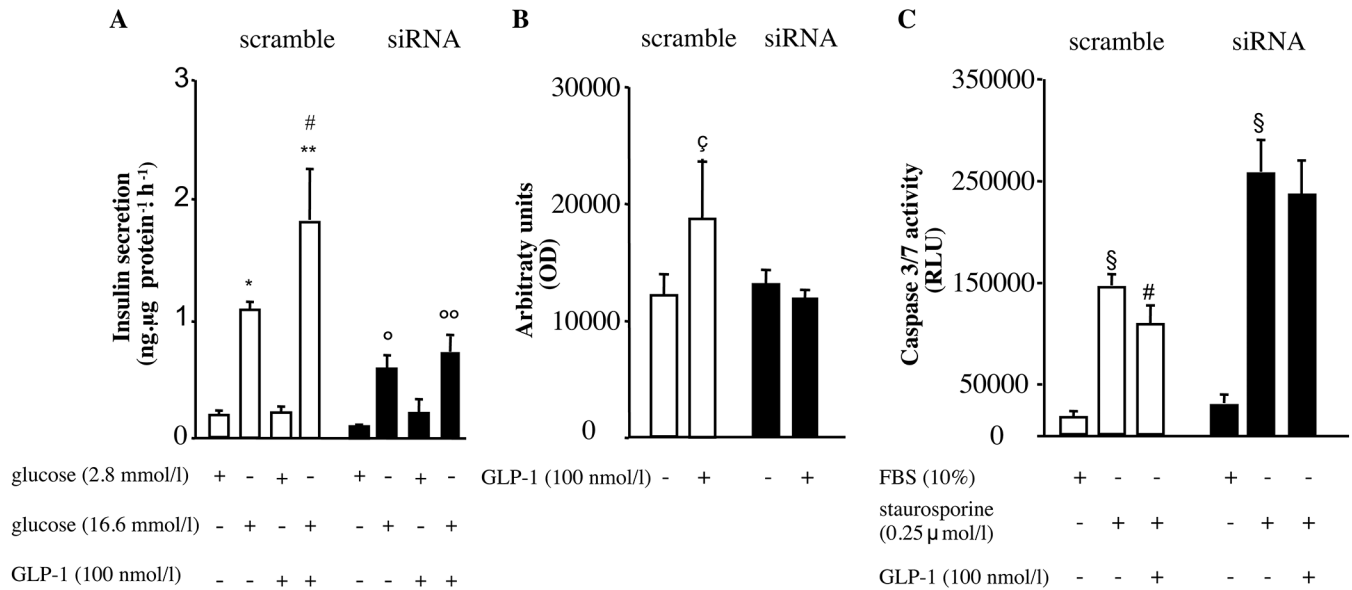 A
scramble siRNA
3
2
1
0
Insulin secretion
(ng.µg protein⁻¹.h⁻¹)
*
#
**
o
oo
glucose (2.8 mmol/l) + - + - + - + -
glucose (16.6 mmol/l) - + - + - + - +
GLP-1 (100 nmol/l) - - + + - - + +
B
scramble siRNA
30000
20000
10000
0
Arbitraty units
(OD)
ç
GLP-1 (100 nmol/l) - + - +
C
scramble siRNA
350000
250000
150000
50000
0
Caspase 3/7 activity
(RLU)
§
#
§
FBS (10%) + - - + - -
staurosporine
(0.25 µmol/l) - + + - + +
GLP-1 (100 nmol/l) - - + - - +